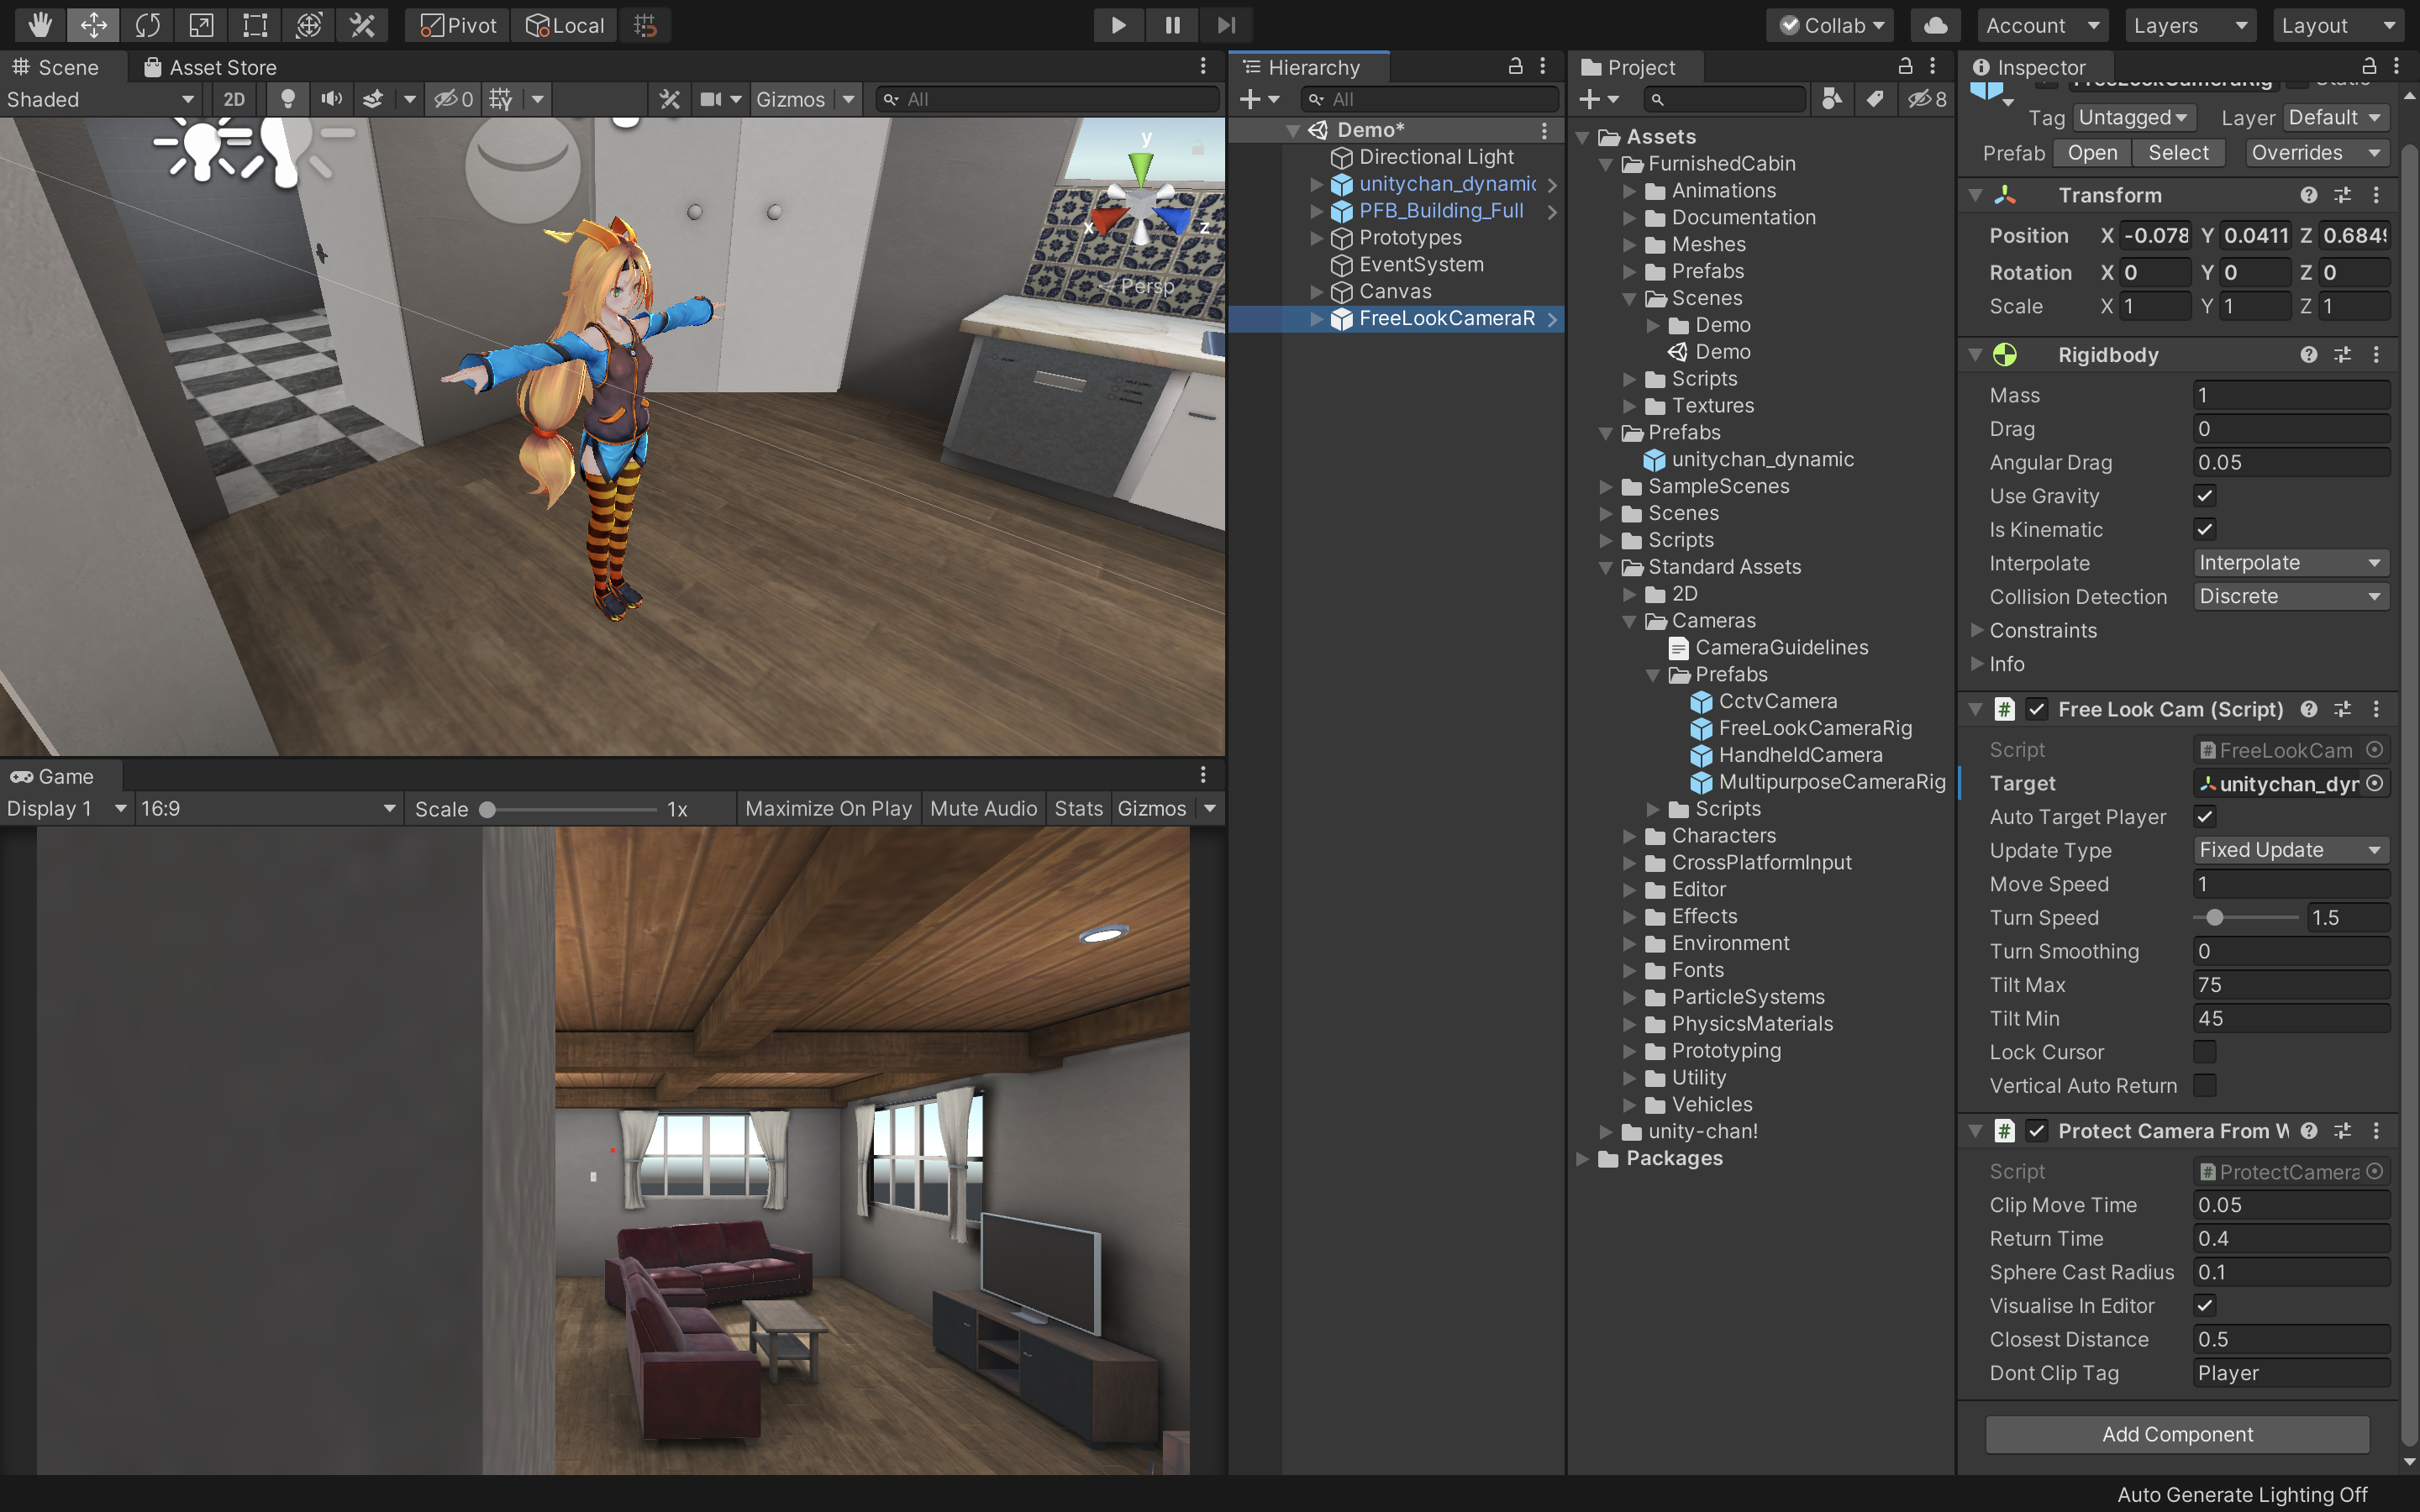 Pivot Local Collab Account Layers Layout
Scene Asset Store
Shaded 2D 0 Gizmos All
y
x z
Persp
Game
Display 1 16:9 Scale 1x Maximize On Play Mute Audio Stats Gizmos
Hierarchy
All
Demo*
Directional Light
unitychan_dynamic
PFB_Building_Full
Prototypes
EventSystem
Canvas
FreeLookCameraR
Project
8
Assets
FurnishedCabin
Animations
Documentation
Meshes
Prefabs
Scenes
Demo
Demo
Scripts
Textures
Prefabs
unitychan_dynamic
SampleScenes
Scenes
Scripts
Standard Assets
2D
Cameras
CameraGuidelines
Prefabs
CctvCamera
FreeLookCameraRig
HandheldCamera
MultipurposeCameraRig
Scripts
Characters
CrossPlatformInput
Editor
Effects
Environment
Fonts
ParticleSystems
PhysicsMaterials
Prototyping
Utility
Vehicles
unity-chan!
Packages
Inspector
FreeLookCameraRig Static
Tag Untagged Layer Default
Prefab Open Select Overrides
Transform
Position X -0.078 Y 0.0411 Z 0.684
Rotation X 0 Y 0 Z 0
Scale X 1 Y 1 Z 1
Rigidbody
Mass 1
Drag 0
Angular Drag 0.05
Use Gravity
Is Kinematic
Interpolate Interpolate
Collision Detection Discrete
Constraints
Info
# Free Look Cam (Script)
Script # FreeLookCam
Target unitychan_dyr
Auto Target Player
Update Type Fixed Update
Move Speed 1
Turn Speed 1.5
Turn Smoothing 0
Tilt Max 75
Tilt Min 45
Lock Cursor
Vertical Auto Return
# Protect Camera From W
Script # ProtectCamera
Clip Move Time 0.05
Return Time 0.4
Sphere Cast Radius 0.1
Visualise In Editor
Closest Distance 0.5
Dont Clip Tag Player
Add Component
Auto Generate Lighting Off